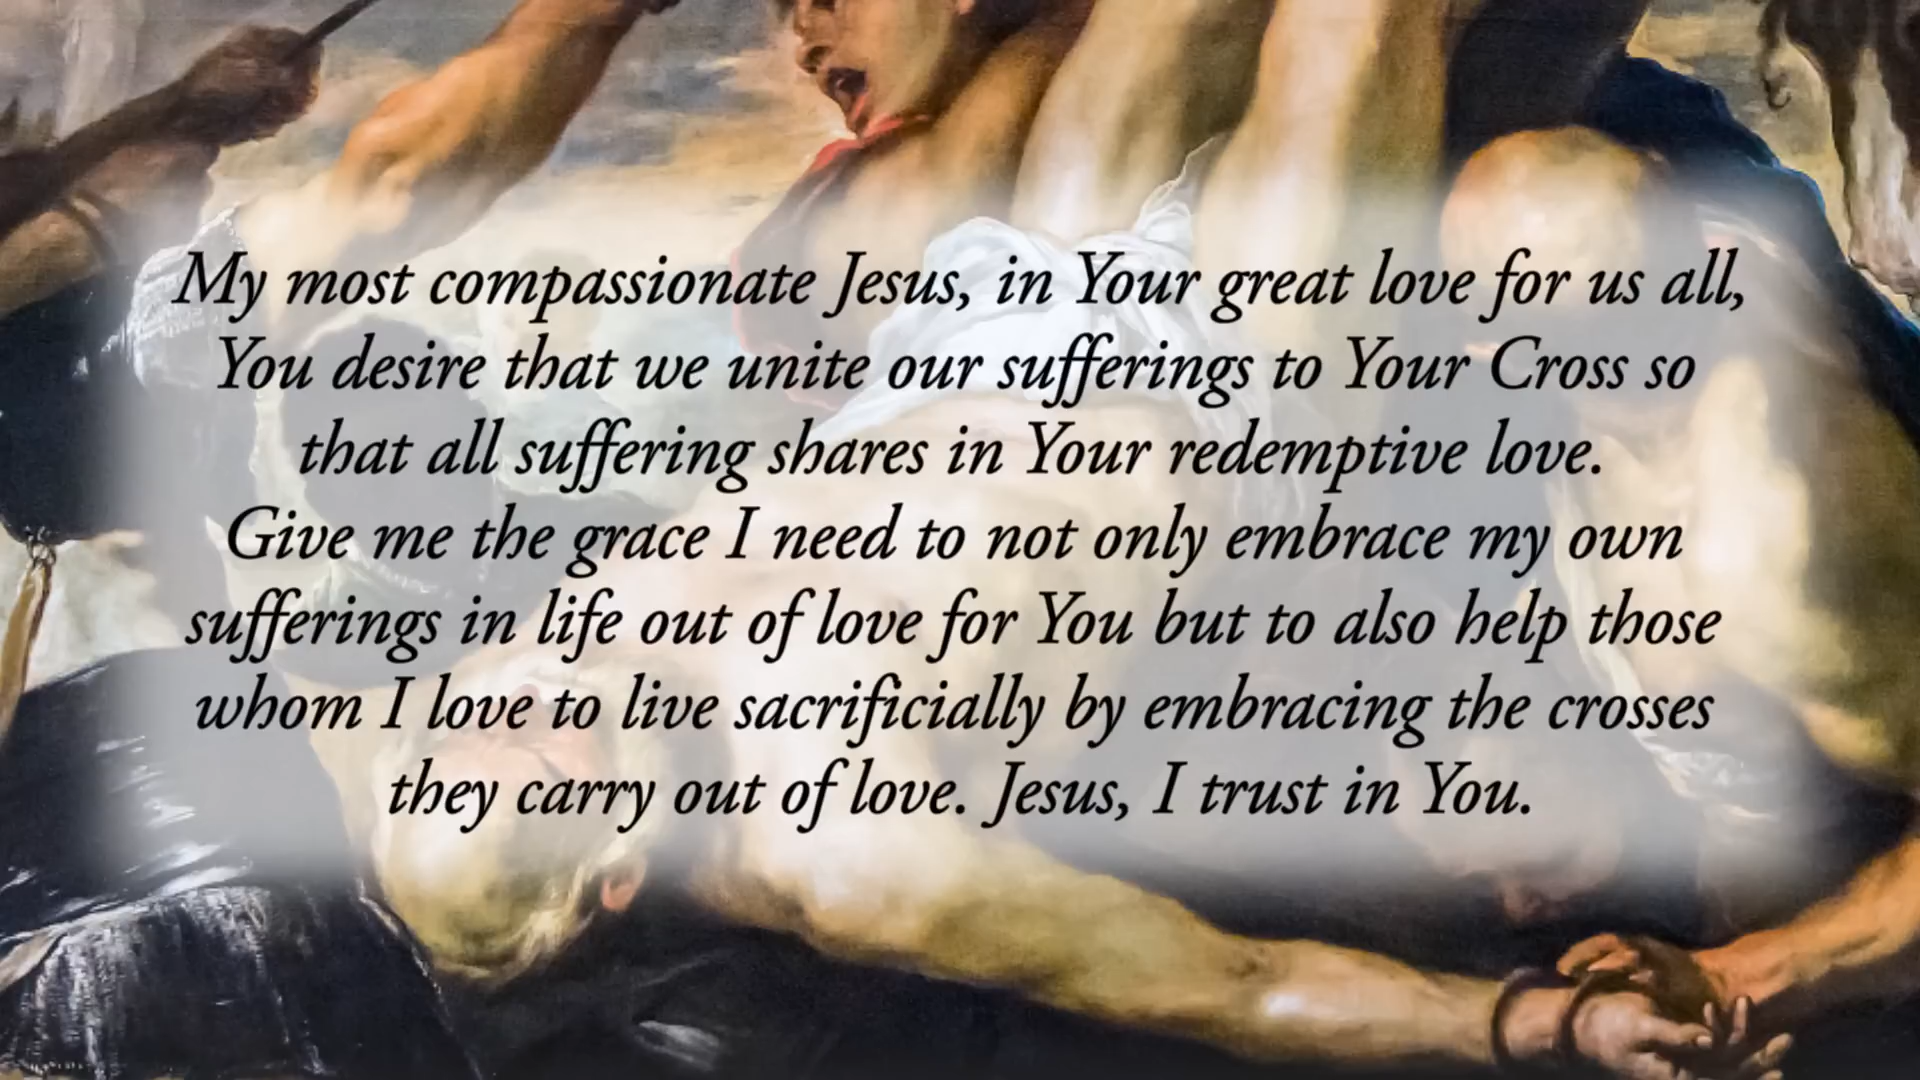 My most compassionate Jesus, in Your great love for us all,
You desire that we unite our sufferings to Your Cross so
that all suffering shares in Your redemptive love.
Give me the grace I need to not only embrace my own
sufferings in life out of love for You but to also help those
whom I love to live sacrificially by embracing the crosses
they carry out of love. Jesus, I trust in You.